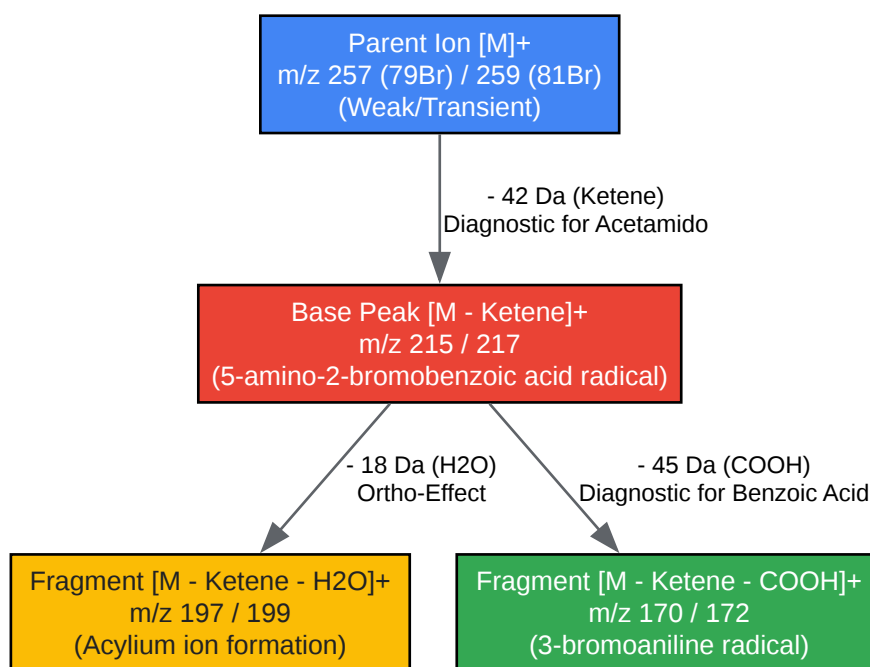 Parent Ion [M]+
m/z 257 (79Br) / 259 (81Br)
(Weak/Transient)
- 42 Da (Ketene)
Diagnostic for Acetamido
Base Peak [M - Ketene]+
m/z 215 / 217
(5-amino-2-bromobenzoic acid radical)
- 18 Da (H2O)
Ortho-Effect
- 45 Da (COOH)
Diagnostic for Benzoic Acid
Fragment [M - Ketene - H2O]+
m/z 197 / 199
(Acylium ion formation)
Fragment [M - Ketene - COOH]+
m/z 170 / 172
(3-bromoaniline radical)